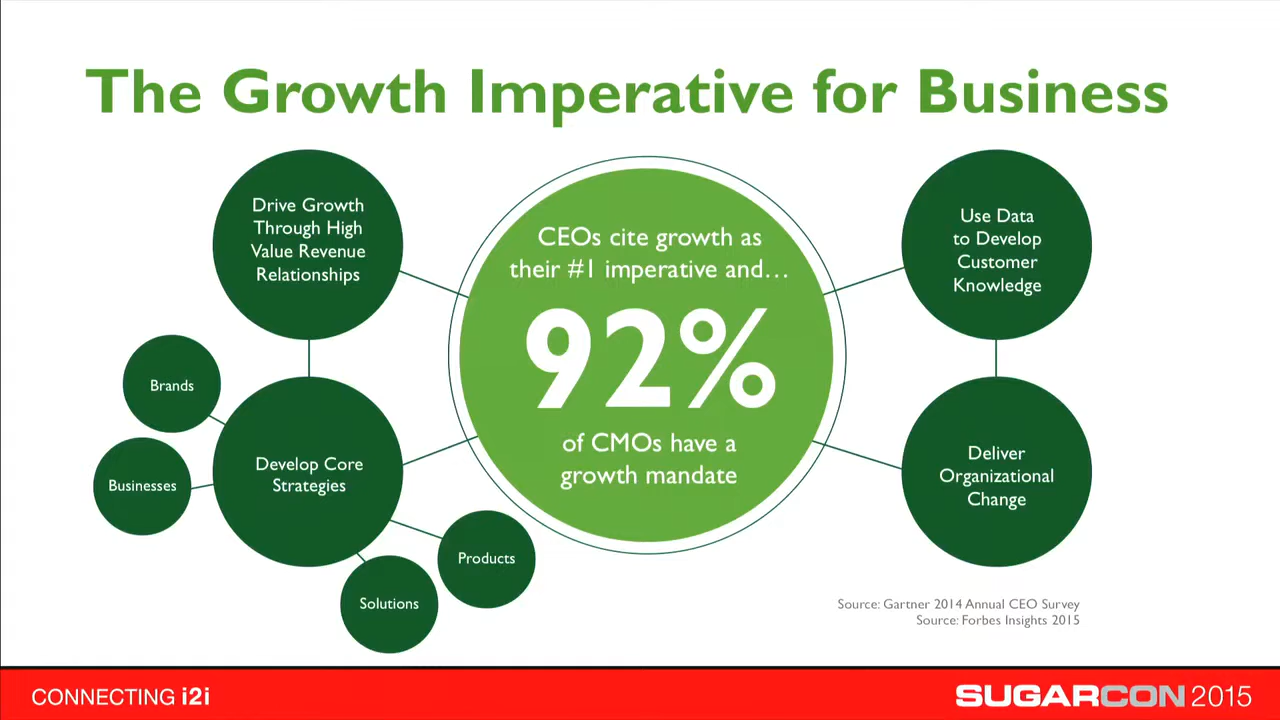 The Growth Imperative for Business
Drive Growth
Through High
Value Revenue
Relationships
CEOs cite growth as
their #1 imperative and...
92%
of CMOs have a
growth mandate
Use Data
to Develop
Customer
Knowledge
Brands
Businesses
Develop Core
Strategies
Products
Solutions
Deliver
Organizational
Change
Source: Gartner 2014 Annual CEO Survey
Source: Forbes Insights 2015
CONNECTING i2i
SUGARCON 2015